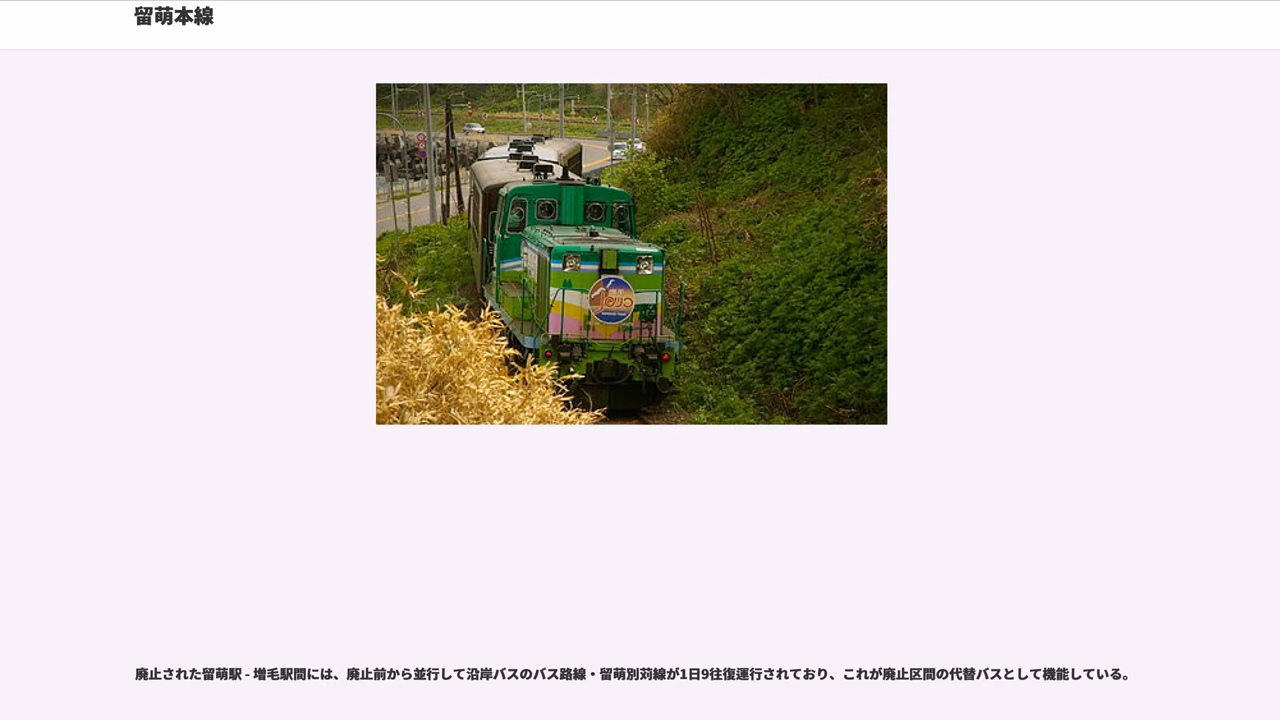 留萌本線
廃止された留萌駅 - 増毛駅間には、廃止前から並行して沿岸バスのバス路線・留萌別苅線が1日9往復運行されており、これが廃止区間の代替バスとして機能している。